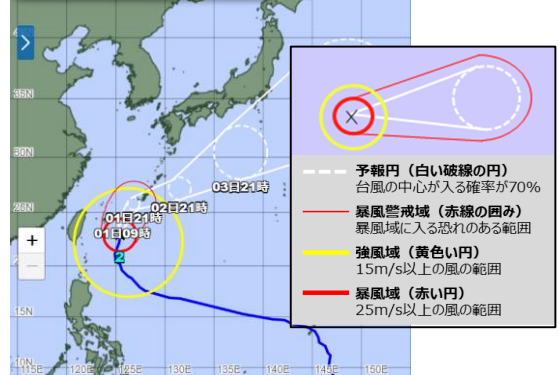 35N
30N
25N
20N
15N
10N
115E 120E 125E 130E 135E 140E 145E 150E
03日21時
02日21時
01日21時
01日09時
2
+
−
×
予報円（白い破線の円）
台風の中心が入る確率が70%
暴風警戒域（赤線の囲み）
暴風域に入る恐れのある範囲
強風域（黄色い円）
15m/s以上の風の範囲
暴風域（赤い円）
25m/s以上の風の範囲